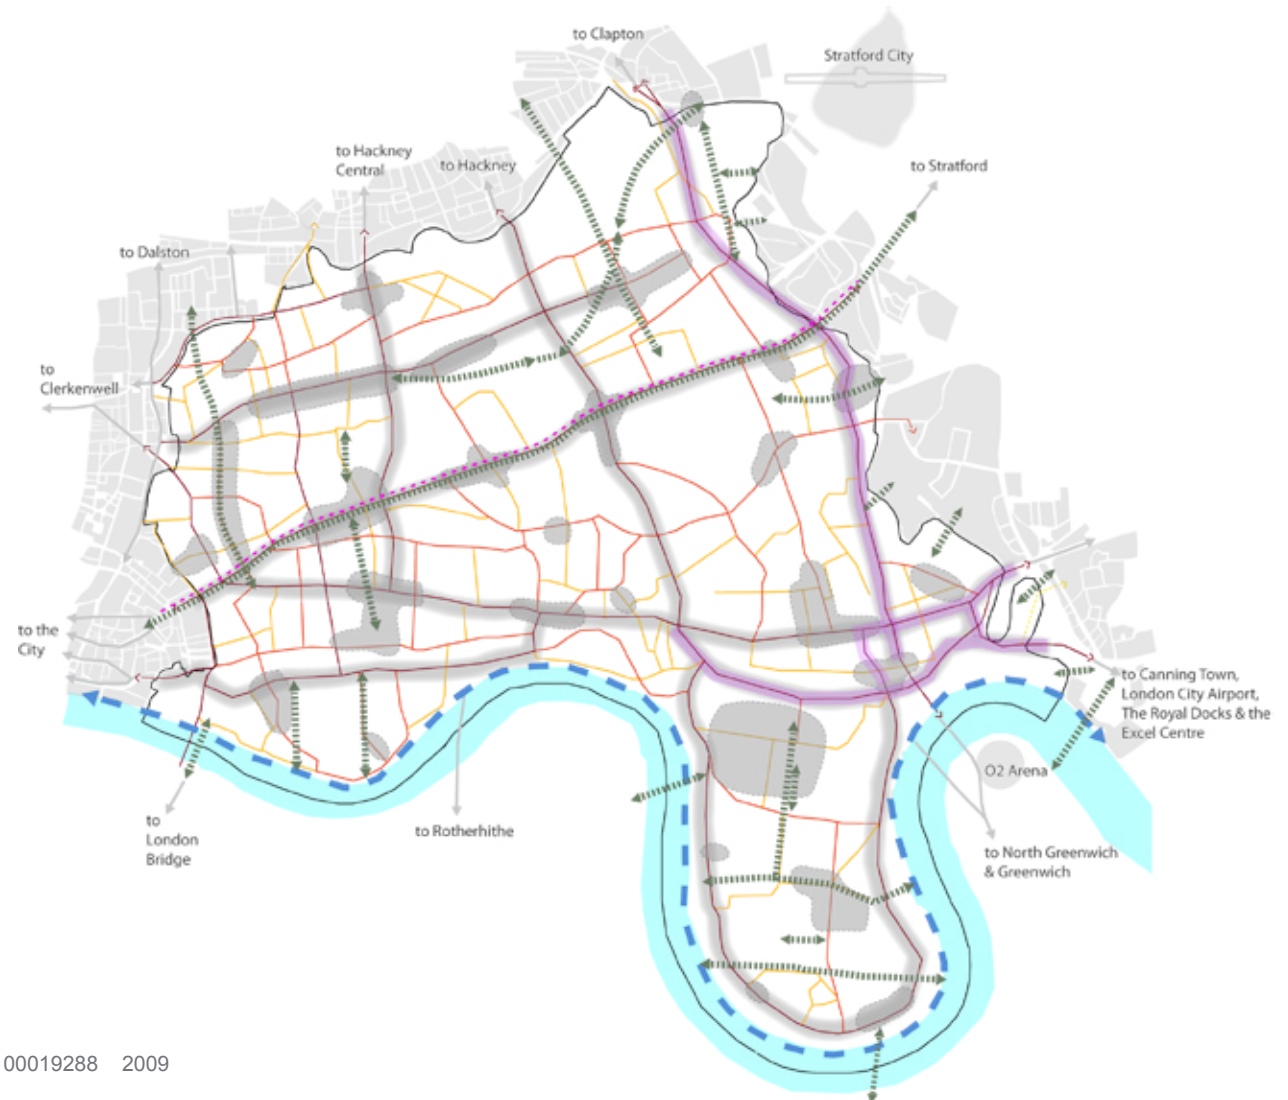 to Clapton
Stratford City
to Hackney
Central
to Hackney
to Stratford
to Dalston
to
Clerkenwell
to the
City
to Canning Town,
London City Airport,
The Royal Docks & the
Excel Centre
O2 Arena
to
London
Bridge
to Rotherhithe
to North Greenwich
& Greenwich
00019288 2009